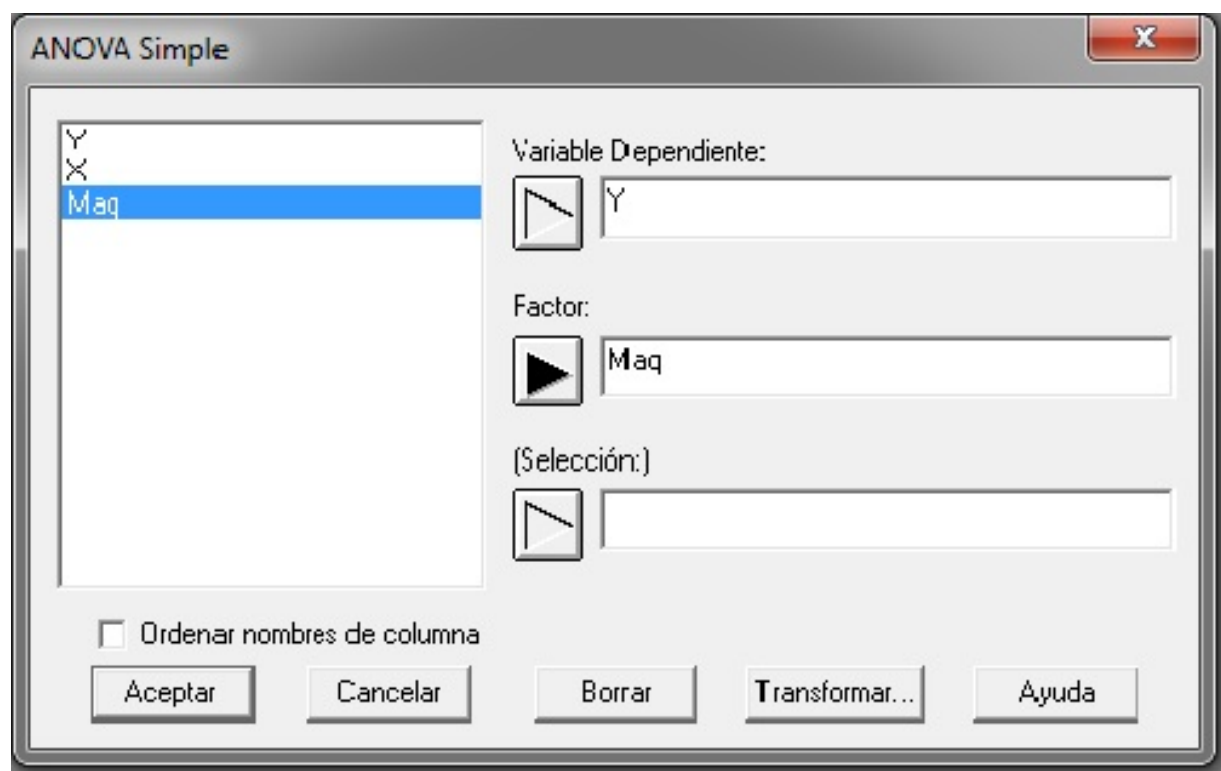 ANOVA Simple
x
Y
X
Maq
Variable Dependiente:
Y
Factor:
Maq
(Selección:)
Ordenar nombres de columna
Aceptar
Cancelar
Borrar
Transformar...
Ayuda